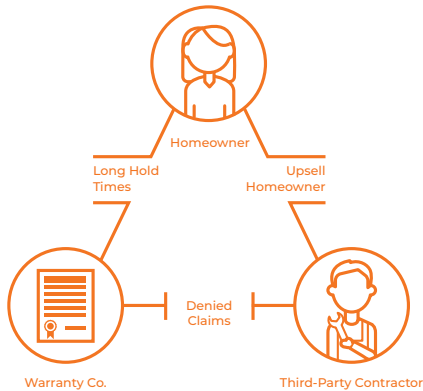 Homeowner
Long Hold
Times
Upsell
Homeowner
Denied
Claims
Warranty Co.
Third-Party Contractor